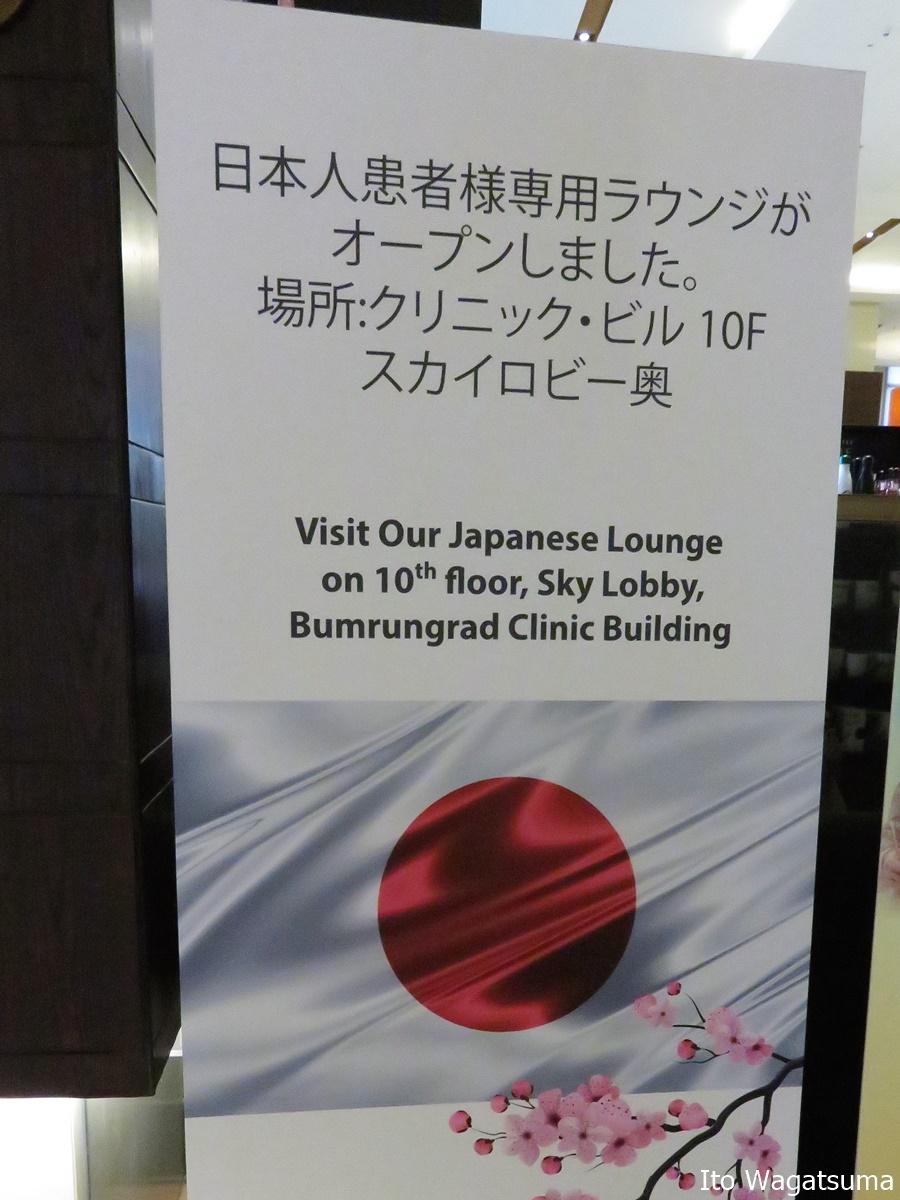 日本人患者様専用ラウンジが
オープンしました。
場所:クリニック・ビル 10F
スカイロビー奥
Visit Our Japanese Lounge
on 10th floor, Sky Lobby,
Bumrungrad Clinic Building
Ito Wagatsuma